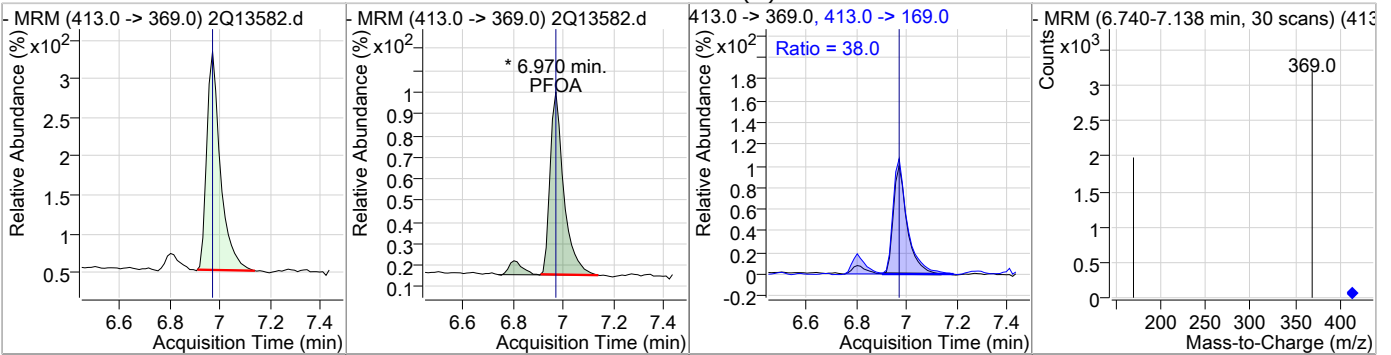 - MRM (413.0 -> 369.0) 2Q13582.d
Relative Abundance (%)
x10²
3
2.5
2
1.5
1
0.5
6.6 6.8 7 7.2 7.4
Acquisition Time (min)
- MRM (413.0 -> 369.0) 2Q13582.d
Relative Abundance (%)
x10²
* 6.970 min.
PFOA
1
0.9
0.8
0.7
0.6
0.5
0.4
0.3
0.2
0.1
6.6 6.8 7 7.2 7.4
Acquisition Time (min)
413.0 -> 369.0, 413.0 -> 169.0
Relative Abundance (%)
x10²
Ratio = 38.0
1.8
1.6
1.4
1.2
1
0.8
0.6
0.4
0.2
0
-0.2
6.6 6.8 7 7.2 7.4
Acquisition Time (min)
- MRM (6.740-7.138 min, 30 scans) (413
Counts
x10³
369.0
3
2.5
2
1.5
1
0.5
0
200 250 300 350 400
Mass-to-Charge (m/z)